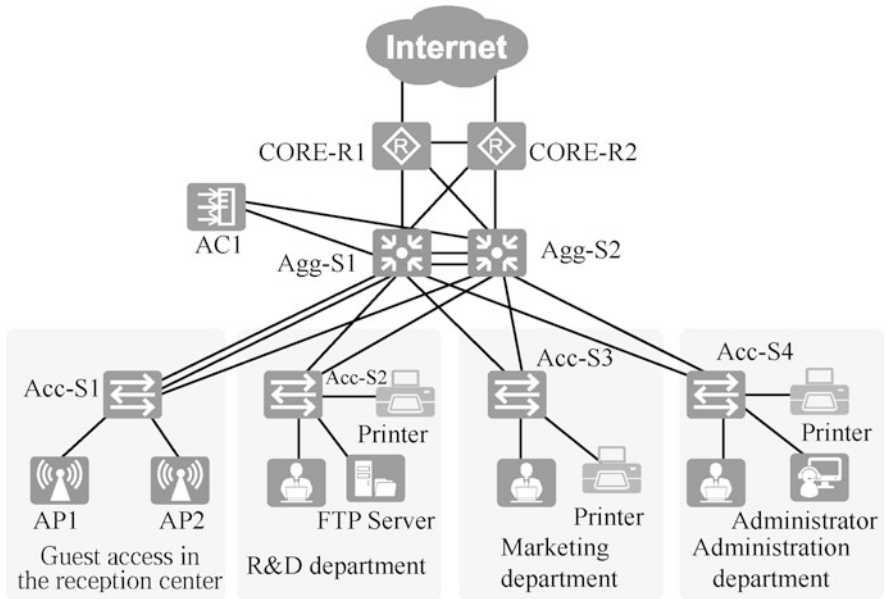 Internet
R
R
CORE-R1
CORE-R2
AC1
Agg-S1
Agg-S2
Acc-S1
Acc-S2
Acc-S3
Acc-S4
Printer
Printer
AP1
AP2
FTP Server
Printer
Administrator
Guest access in
the reception center
R&D department
Marketing
department
Administration
department